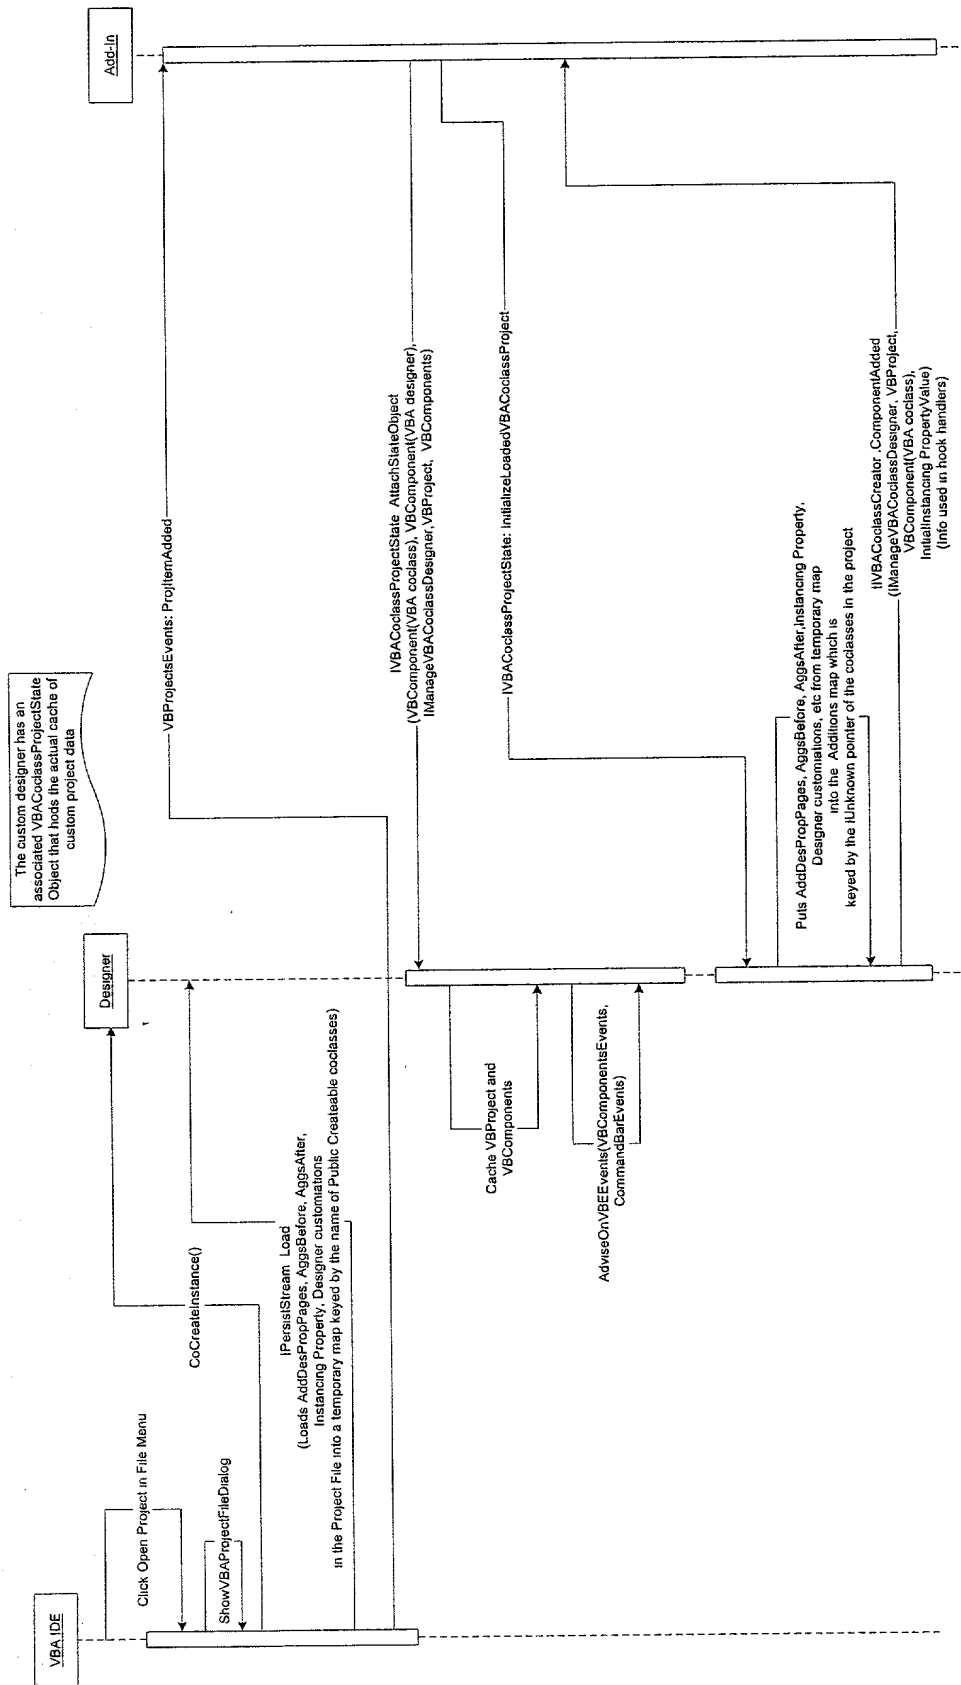 VBA IDE
Designer
Add-In
The custom designer has an
associated VBACoclassProjectState
Object that hods the actual cache of
custom project data
Click Open Project in File Menu
ShowVBAProjectFileDialog
CoCreateInstance()
IPersistStream Load
(Loads AddDesPropPages, AggsBefore, AggsAfter,
Instancing Property, Designer customiations
in the Project File into a temporary map keyed by the name of Public Createable coclasses)
VBProjectsEvents: ProjItemAdded
IVBACoclassProjectState AttachStateObject
(VBComponent(VBA coclass), VBComponent(VBA designer),
IManageVBACoclassDesigner,VBProject, VBComponents)
Cache VBProject and
VBComponents
AdviseOnVBEEvents(VBComponentsEvents,
CommandBarEvents)
IVBACoclassProjectState: InitializeLoadedVBACoclassProject
Puts AddDesPropPages, AggsBefore, AggsAfter,Instancing Property,
Designer customiations, etc from temporary map
into the Additions map which is
keyed by the IUnknown pointer of the coclasses in the project
IIVBACoclassCreator .ComponentAdded
(IManageVBACoclassDesigner, VBProject,
VBComponent(VBA coclass),
InitialInstancing PropertyValue)
(Info used in hook handlers)